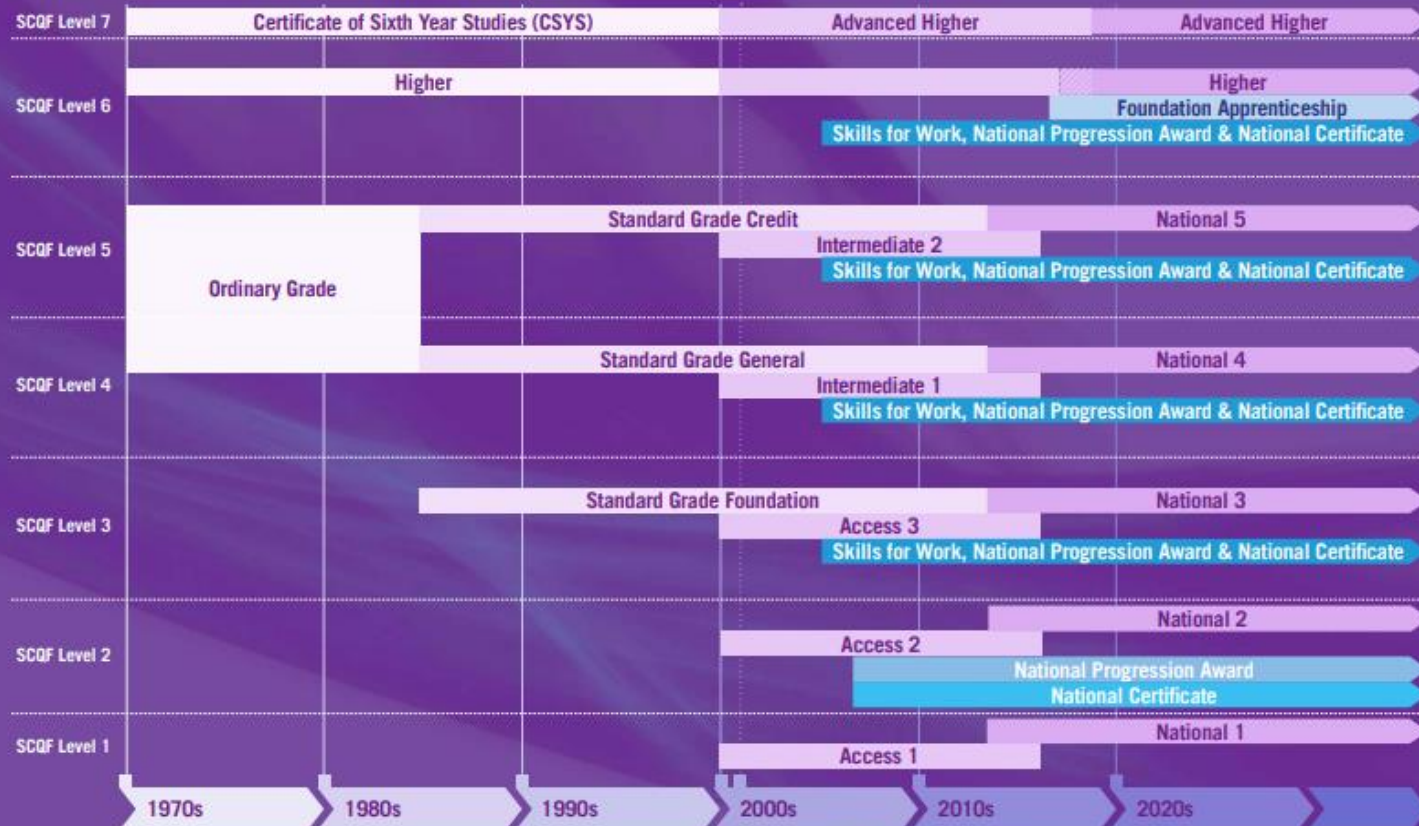 SCQF Level 7
Certificate of Sixth Year Studies (CSYS)
Advanced Higher
Advanced Higher
SCQF Level 6
Higher
Higher
Foundation Apprenticeship
Skills for Work, National Progression Award & National Certificate
SCQF Level 5
Ordinary Grade
Standard Grade Credit
National 5
Intermediate 2
Skills for Work, National Progression Award & National Certificate
SCQF Level 4
Standard Grade General
National 4
Intermediate 1
Skills for Work, National Progression Award & National Certificate
SCQF Level 3
Standard Grade Foundation
National 3
Access 3
Skills for Work, National Progression Award & National Certificate
SCQF Level 2
National 2
Access 2
National Progression Award
National Certificate
SCQF Level 1
National 1
Access 1
1970s
1980s
1990s
2000s
2010s
2020s